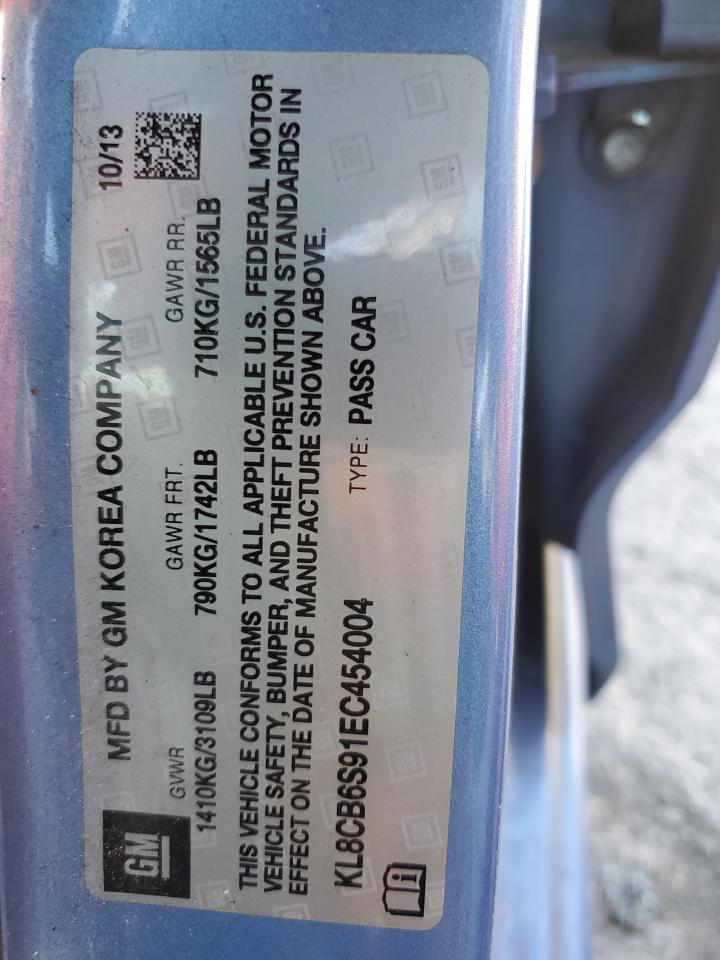 GM
MFD BY GM KOREA COMPANY 10/13
GVWR GAWR FRT. GAWR RR.
1410KG/3109LB 790KG/1742LB 710KG/1565LB
THIS VEHICLE CONFORMS TO ALL APPLICABLE U.S. FEDERAL MOTOR
VEHICLE SAFETY, BUMPER, AND THEFT PREVENTION STANDARDS IN
EFFECT ON THE DATE OF MANUFACTURE SHOWN ABOVE.
KL8CB6S91EC454004 TYPE: PASS CAR